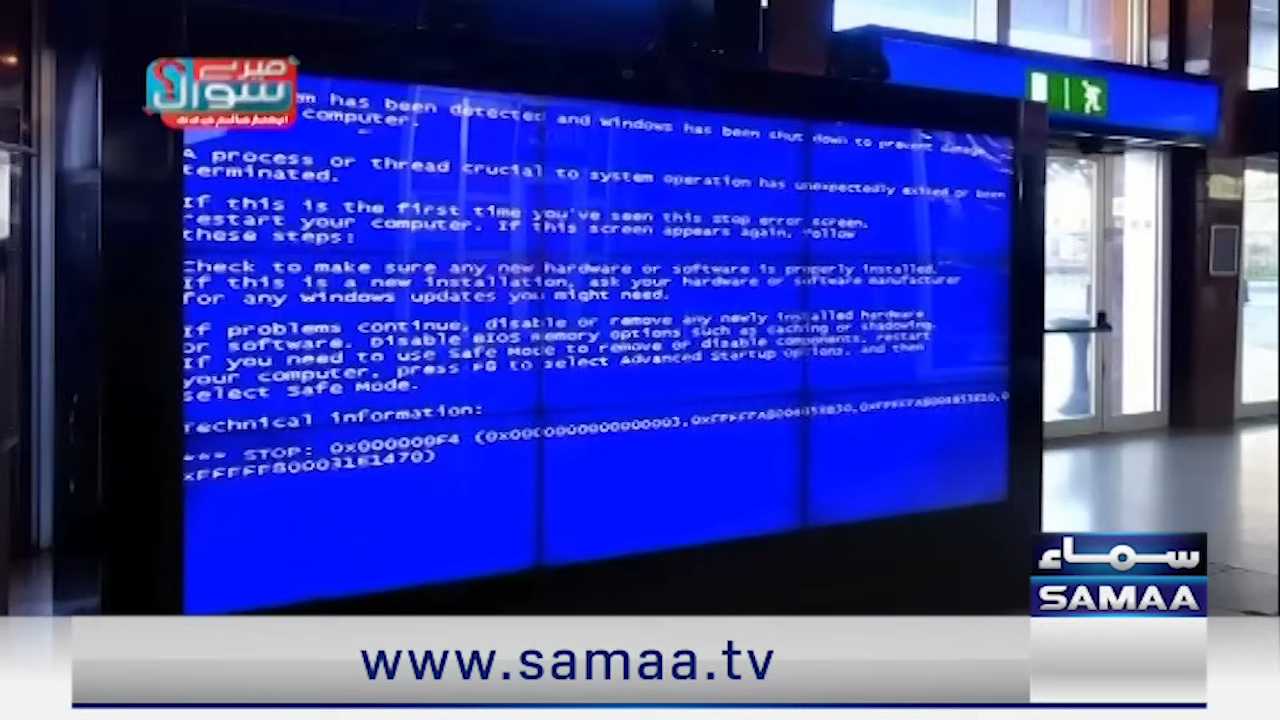 میرے
سوال
m has been detected and windows has been shut down to prevent damage
computer.
A process or thread crucial to system operation has unexpectedly exited or been
terminated.
If this is the first time you've seen this stop error screen,
restart your computer. If this screen appears again, follow
these steps:
Check to make sure any new hardware or software is properly installed.
If this is a new installation, ask your hardware or software manufacturer
for any windows updates you might need.
If problems continue, disable or remove any newly installed hardware
or software. Disable BIOS memory options such as caching or shadowing.
If you need to use Safe Mode to remove or disable components, restart
your computer, press F8 to select Advanced Startup Options, and then
select Safe Mode.
Technical information:
*** STOP: 0x000000F4 (0x0000000000000003,
xFFFFF800031E1470)
سماء
SAMAA
www.samaa.tv